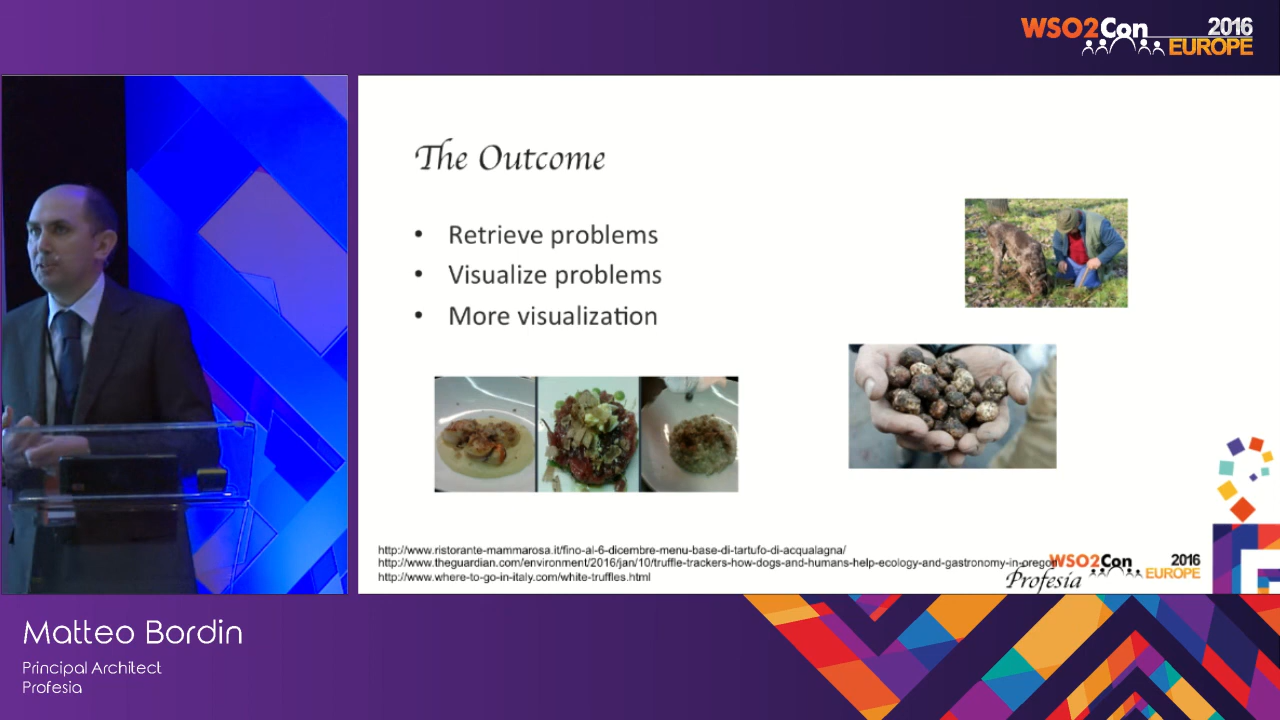 WSO2Con 2016
EUROPE
The Outcome
• Retrieve problems
• Visualize problems
• More visualization
http://www.ristorante-mammarosa.it/fino-al-6-dicembre-menu-base-di-tartufo-di-acqualagna/
http://www.theguardian.com/environment/2016/jan/10/truffle-trackers-how-dogs-and-humans-help-ecology-and-gastronomy-in-oregon
http://www.where-to-go-in-italy.com/white-truffles.html
Profesia
WSO2Con 2016
EUROPE
Matteo Bordin
Principal Architect
Profesia